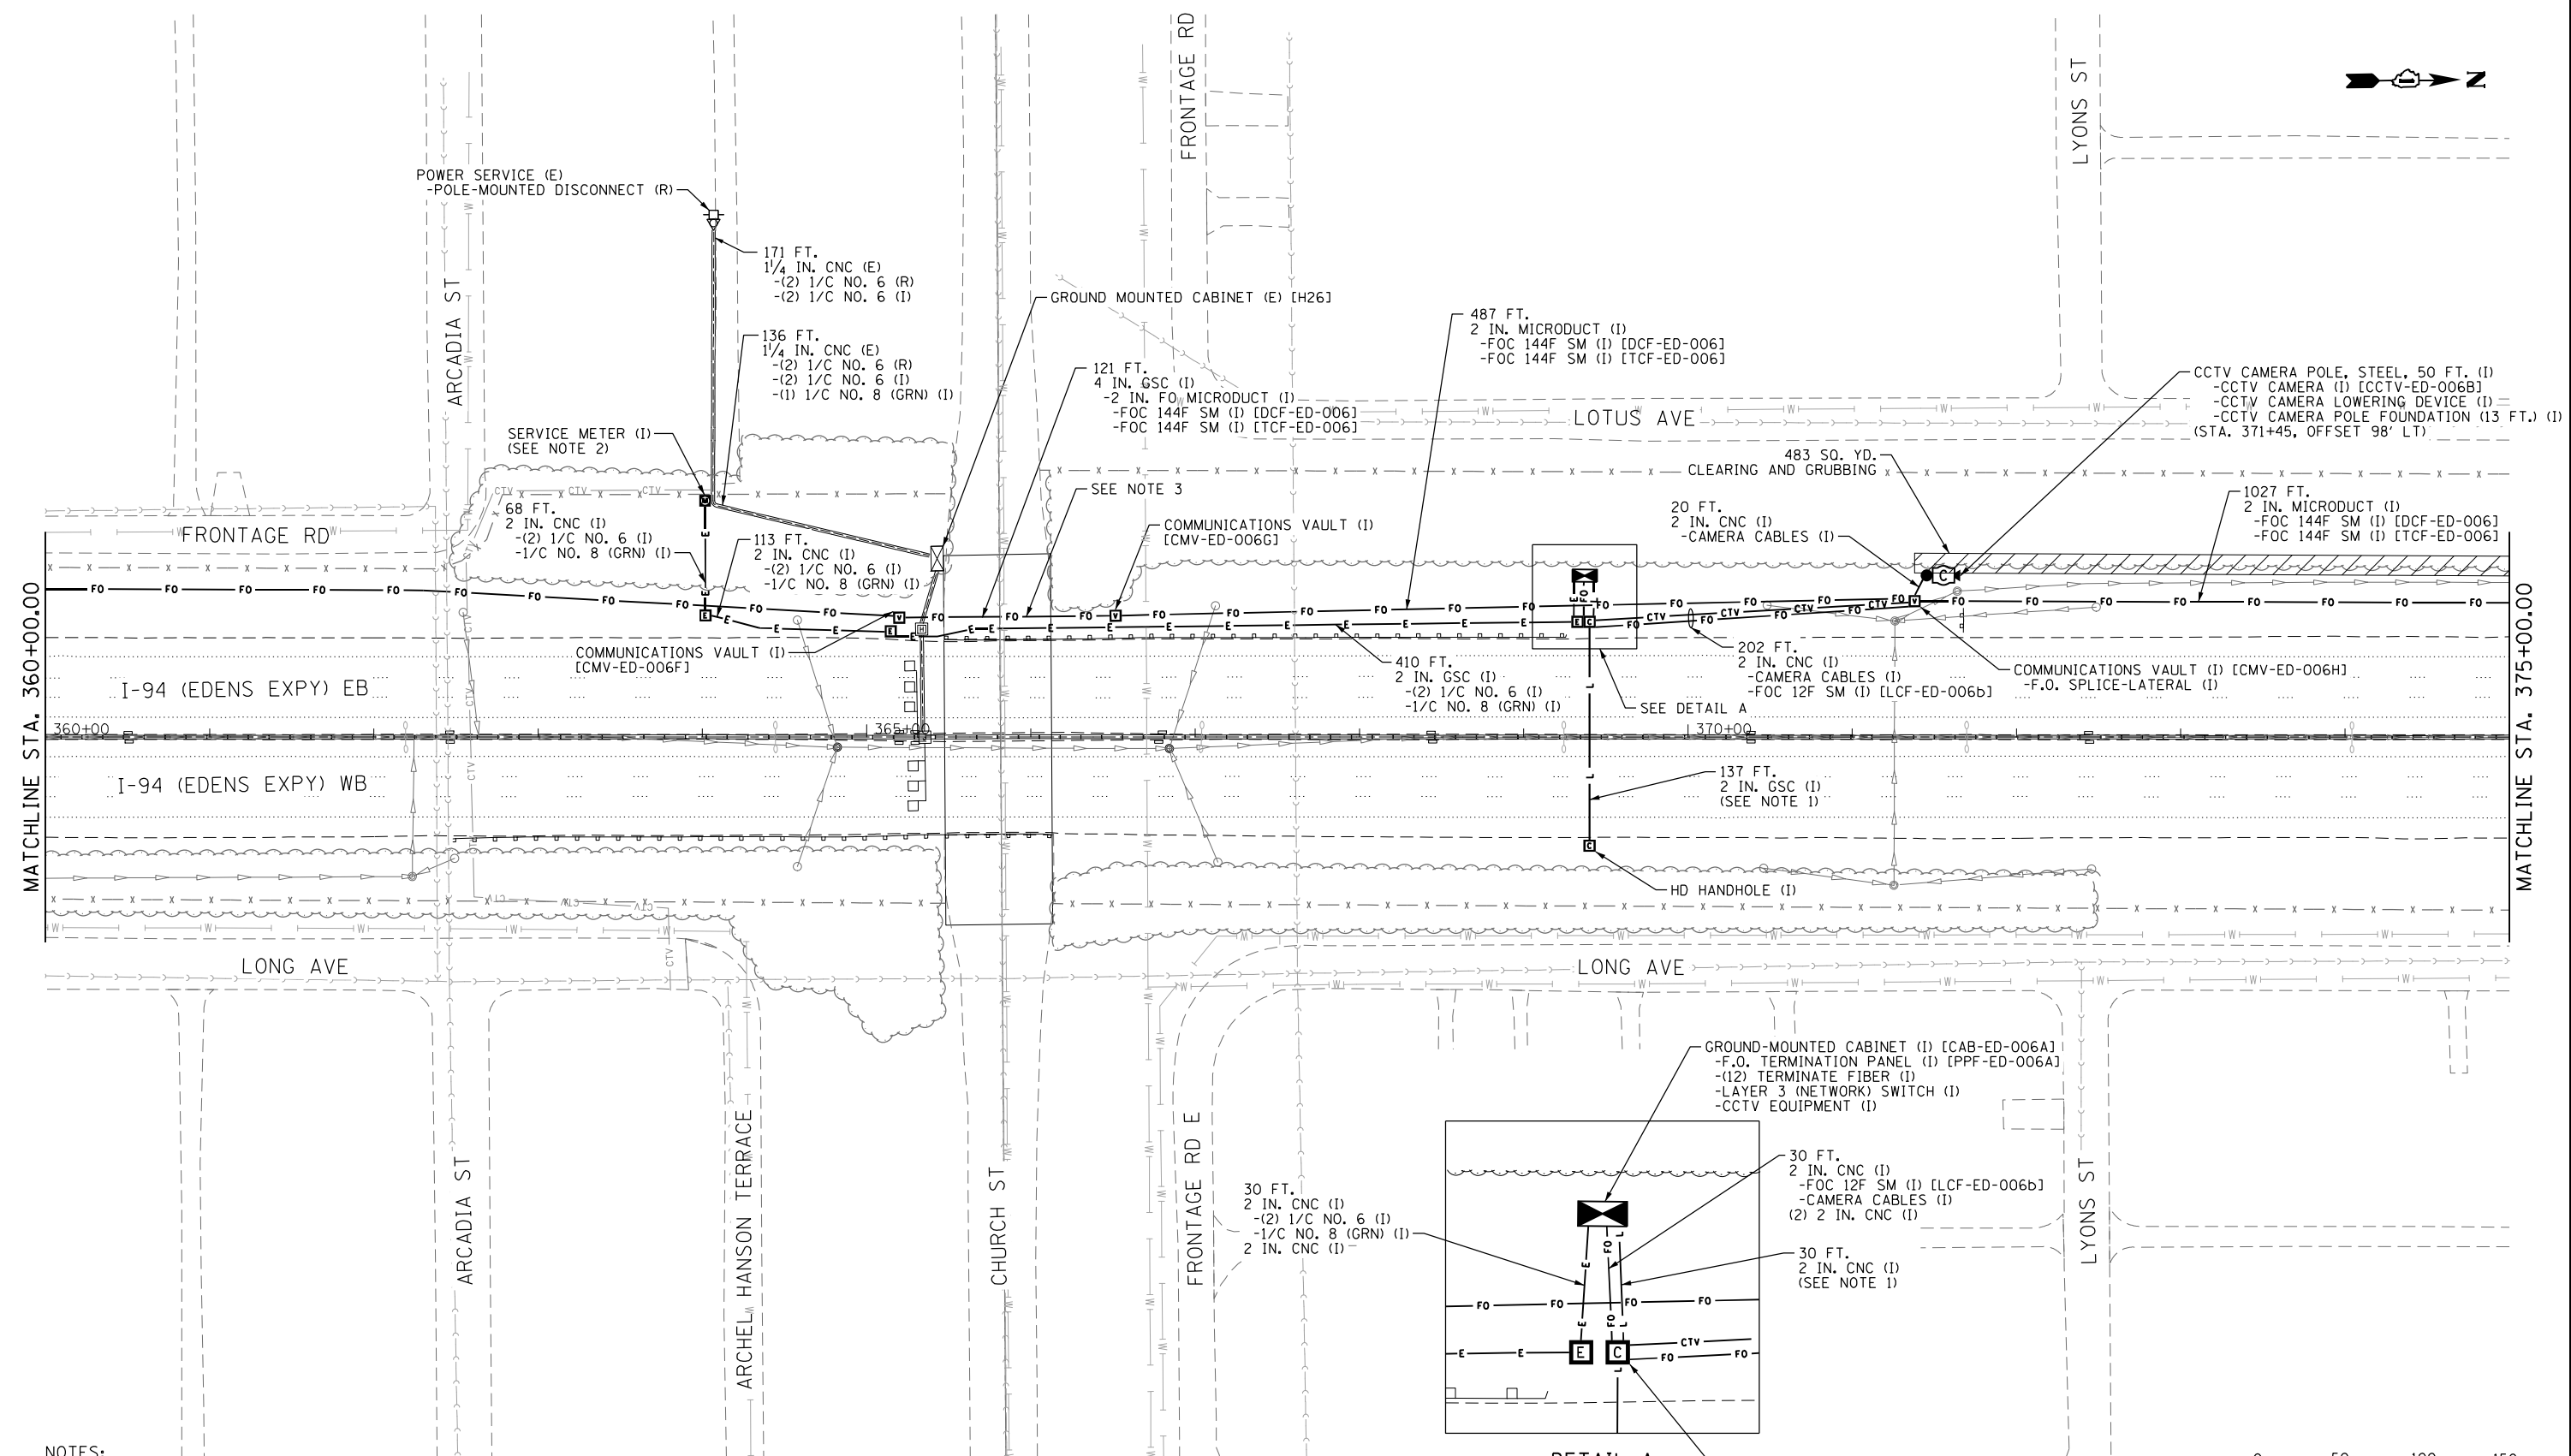 FRONTAGE RD
LYONS ST
N
POWER SERVICE (E)
-POLE-MOUNTED DISCONNECT (R)
171 FT.
1 1/4 IN. CNC (E)
-(2) 1/C NO. 6 (R)
-(2) 1/C NO. 6 (I)
ARCADIA ST
GROUND MOUNTED CABINET (E) [H26]
136 FT.
1 1/4 IN. CNC (E)
-(2) 1/C NO. 6 (R)
-(2) 1/C NO. 6 (I)
-(1) 1/C NO. 8 (GRN) (I)
487 FT.
2 IN. MICRODUCT (I)
-FOC 144F SM (I) [DCF-ED-006]
-FOC 144F SM (I) [TCF-ED-006]
121 FT.
4 IN. GSC (I)
-2 IN. FO MICRODUCT (I)
-FOC 144F SM (I) [DCF-ED-006]
-FOC 144F SM (I) [TCF-ED-006]
LOTUS AVE
CCTV CAMERA POLE, STEEL, 50 FT. (I)
-CCTV CAMERA (I) [CCTV-ED-006B]
-CCTV CAMERA LOWERING DEVICE (I)
-CCTV CAMERA POLE FOUNDATION (13 FT.) (I)
(STA. 371+45, OFFSET 98' LT)
SERVICE METER (I)
(SEE NOTE 2)
483 SQ. YD.
CLEARING AND GRUBBING
SEE NOTE 3
68 FT.
2 IN. CNC (I)
-(2) 1/C NO. 6 (I)
-1/C NO. 8 (GRN) (I)
113 FT.
2 IN. CNC (I)
-(2) 1/C NO. 6 (I)
-1/C NO. 8 (GRN) (I)
COMMUNICATIONS VAULT (I)
[CMV-ED-006G]
20 FT.
2 IN. CNC (I)
-CAMERA CABLES (I)
1027 FT.
2 IN. MICRODUCT (I)
-FOC 144F SM (I) [DCF-ED-006]
-FOC 144F SM (I) [TCF-ED-006]
FRONTAGE RD
MATCHLINE STA. 360+00.00
MATCHLINE STA. 375+00.00
COMMUNICATIONS VAULT (I)
[CMV-ED-006F]
410 FT.
2 IN. GSC (I)
-(2) 1/C NO. 6 (I)
-1/C NO. 8 (GRN) (I)
202 FT.
2 IN. CNC (I)
-CAMERA CABLES (I)
-FOC 12F SM (I) [LCF-ED-006b]
COMMUNICATIONS VAULT (I) [CMV-ED-006H]
-F.O. SPLICE-LATERAL (I)
SEE DETAIL A
I-94 (EDENS EXPY) EB
360+00
365+00
370+00
I-94 (EDENS EXPY) WB
137 FT.
2 IN. GSC (I)
(SEE NOTE 1)
HD HANDHOLE (I)
LONG AVE
LONG AVE
GROUND-MOUNTED CABINET (I) [CAB-ED-006A]
-F.O. TERMINATION PANEL (I) [PPF-ED-006A]
-(12) TERMINATE FIBER (I)
-LAYER 3 (NETWORK) SWITCH (I)
-CCTV EQUIPMENT (I)
ARCADIA ST
ARCHEL HANSON TERRACE
CHURCH ST
FRONTAGE RD E
LYONS ST
30 FT.
2 IN. CNC (I)
-(2) 1/C NO. 6 (I)
-1/C NO. 8 (GRN) (I)
2 IN. CNC (I)
30 FT.
2 IN. CNC (I)
-FOC 12F SM (I) [LCF-ED-006b]
-CAMERA CABLES (I)
(2) 2 IN. CNC (I)
30 FT.
2 IN. CNC (I)
(SEE NOTE 1)
FO FO FO FO
E E E C CTV
FO FO
NOTES:
DETAIL A
0 50 100 150